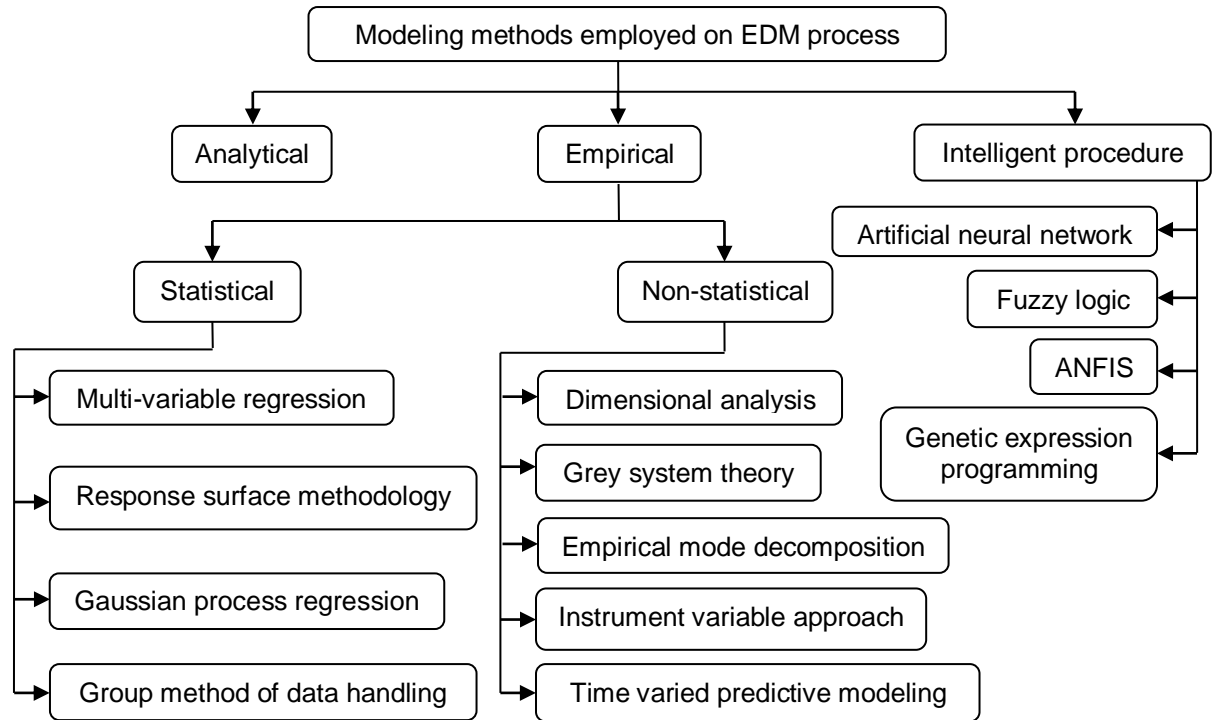 Modeling methods employed on EDM process
Analytical
Empirical
Intelligent procedure
Statistical
Non-statistical
Artificial neural network
Fuzzy logic
ANFIS
Genetic expression
programming
Multi-variable regression
Response surface methodology
Gaussian process regression
Group method of data handling
Dimensional analysis
Grey system theory
Empirical mode decomposition
Instrument variable approach
Time varied predictive modeling